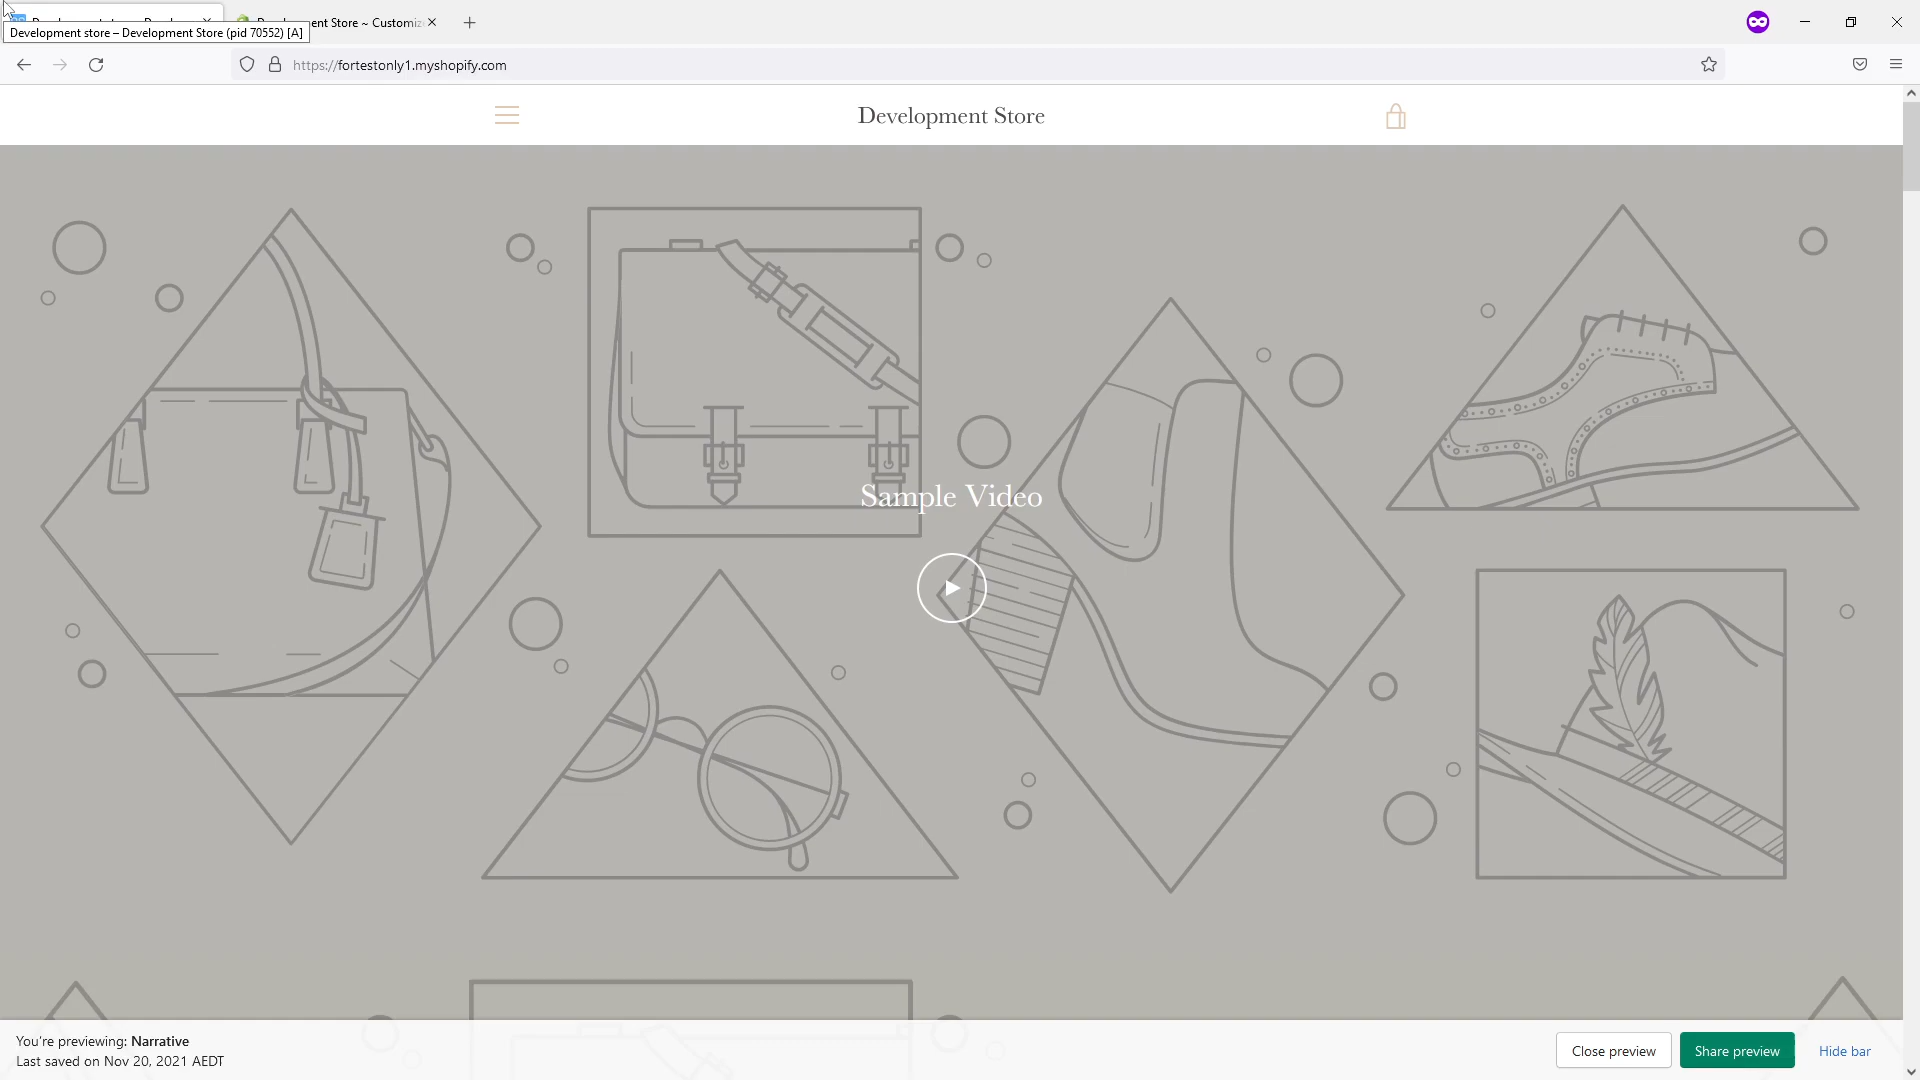 Development Store ~ Customiz
Development store – Development Store (pid 70552) [A]
https://fortestonly1.myshopify.com
Development Store
Sample Video
You're previewing: Narrative
Last saved on Nov 20, 2021 AEDT
Close preview
Share preview
Hide bar